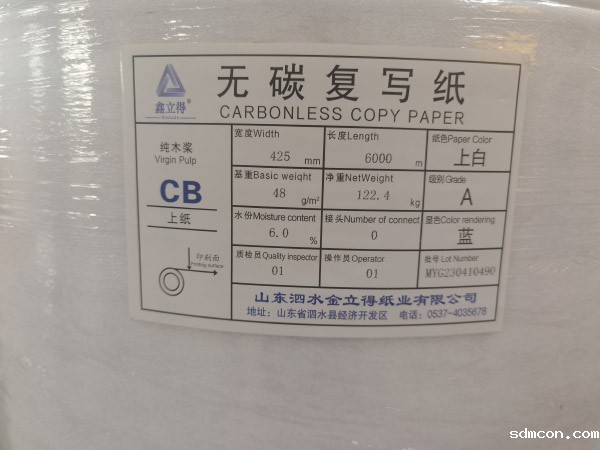 无碳复写纸
CARBONLESS COPY PAPER
鑫立得®
纯木桨
Virgin Pulp
CB
上纸
印刷面
Printing surface
宽度Width
425 mm
长度Length
6000 m
纸色Paper Color
上白
基重Basic weight
48 g/m²
净重NetWeight
122.4 kg
级别Grade
A
水份Moisture content
6.0 %
接头Number of connect
0
显色Color rendering
蓝
质检员Quality inspector
01
操作员Operator
01
批号 Lot Number
MYG230410490
山东泗水金立得纸业有限公司
地址：山东省泗水县经济开发区 电话：0537-4035678
sdmcon.com